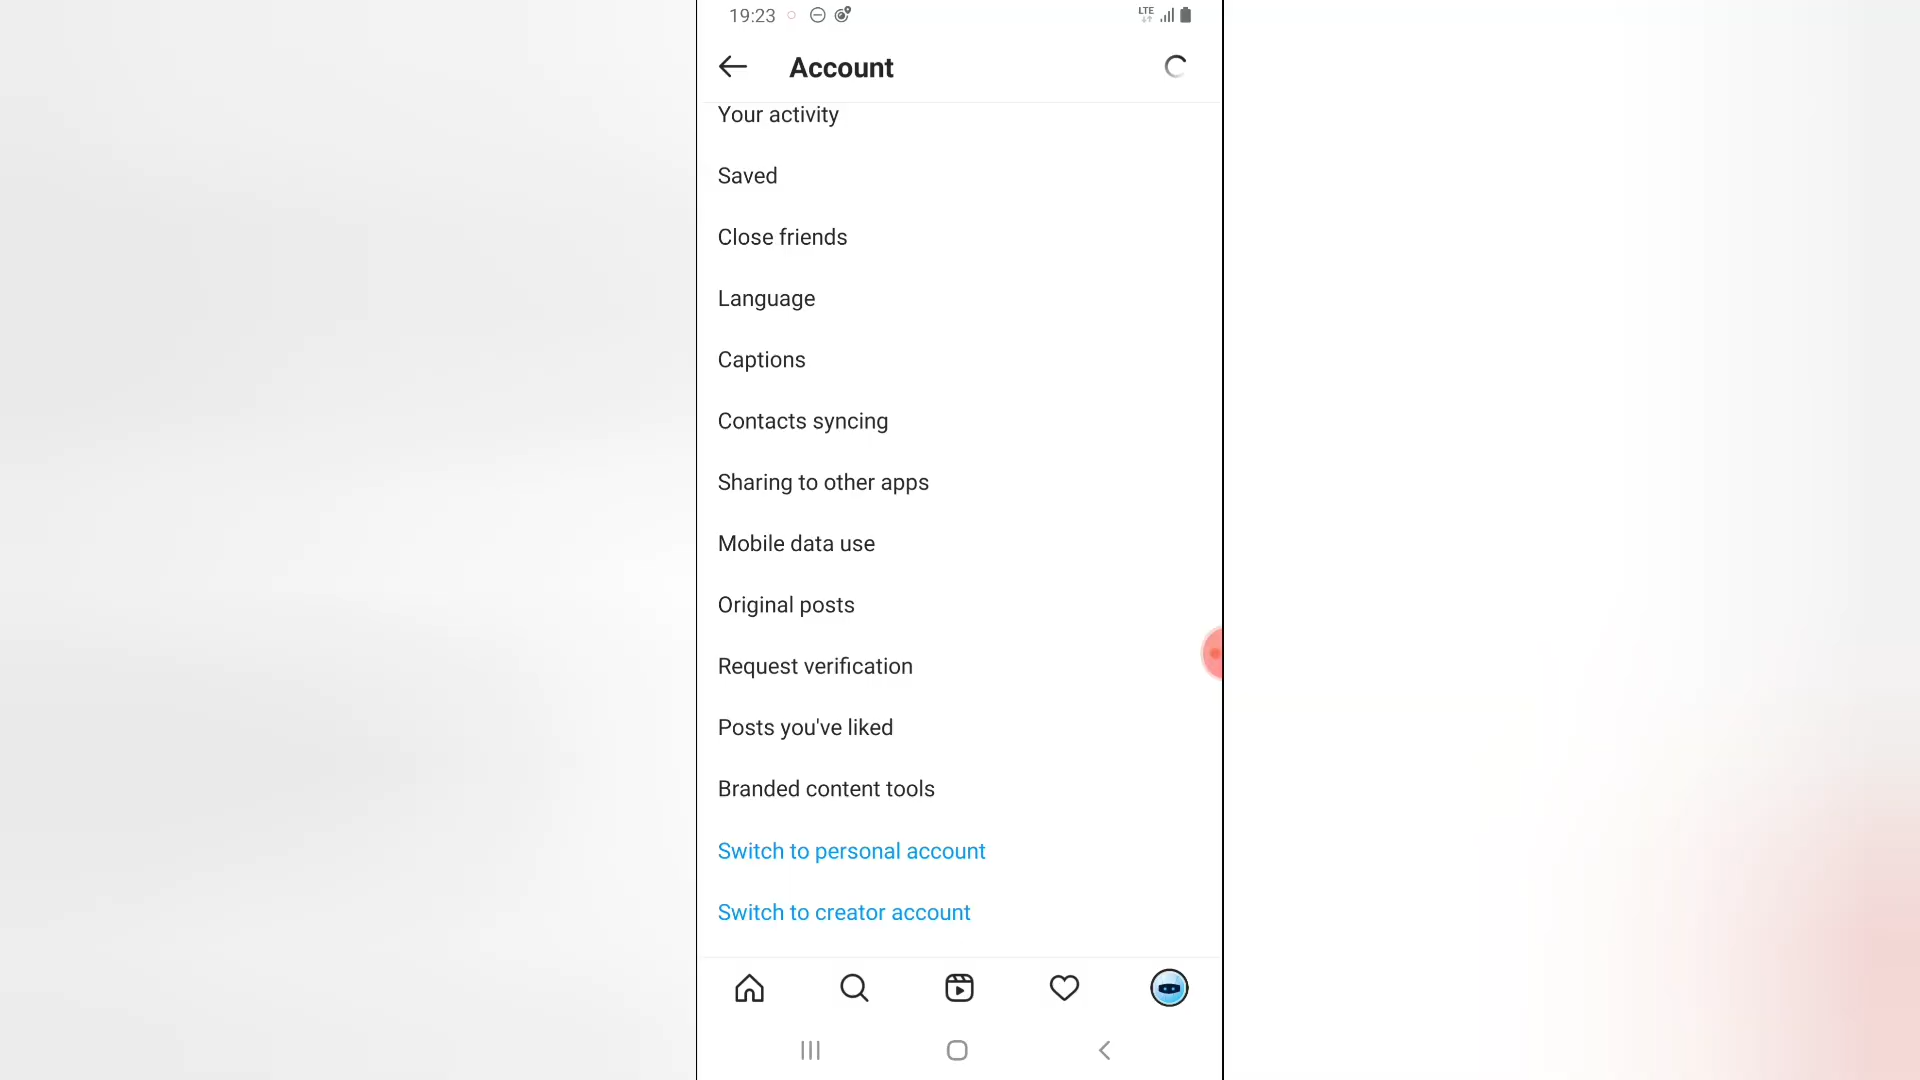 19:23
LTE
Account
Your activity
Saved
Close friends
Language
Captions
Contacts syncing
Sharing to other apps
Mobile data use
Original posts
Request verification
Posts you've liked
Branded content tools
Switch to personal account
Switch to creator account